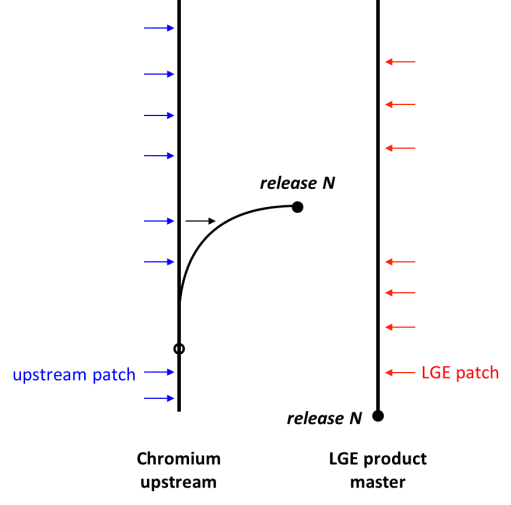 release N
upstream patch
LGE patch
release N
Chromium
upstream
LGE product
master